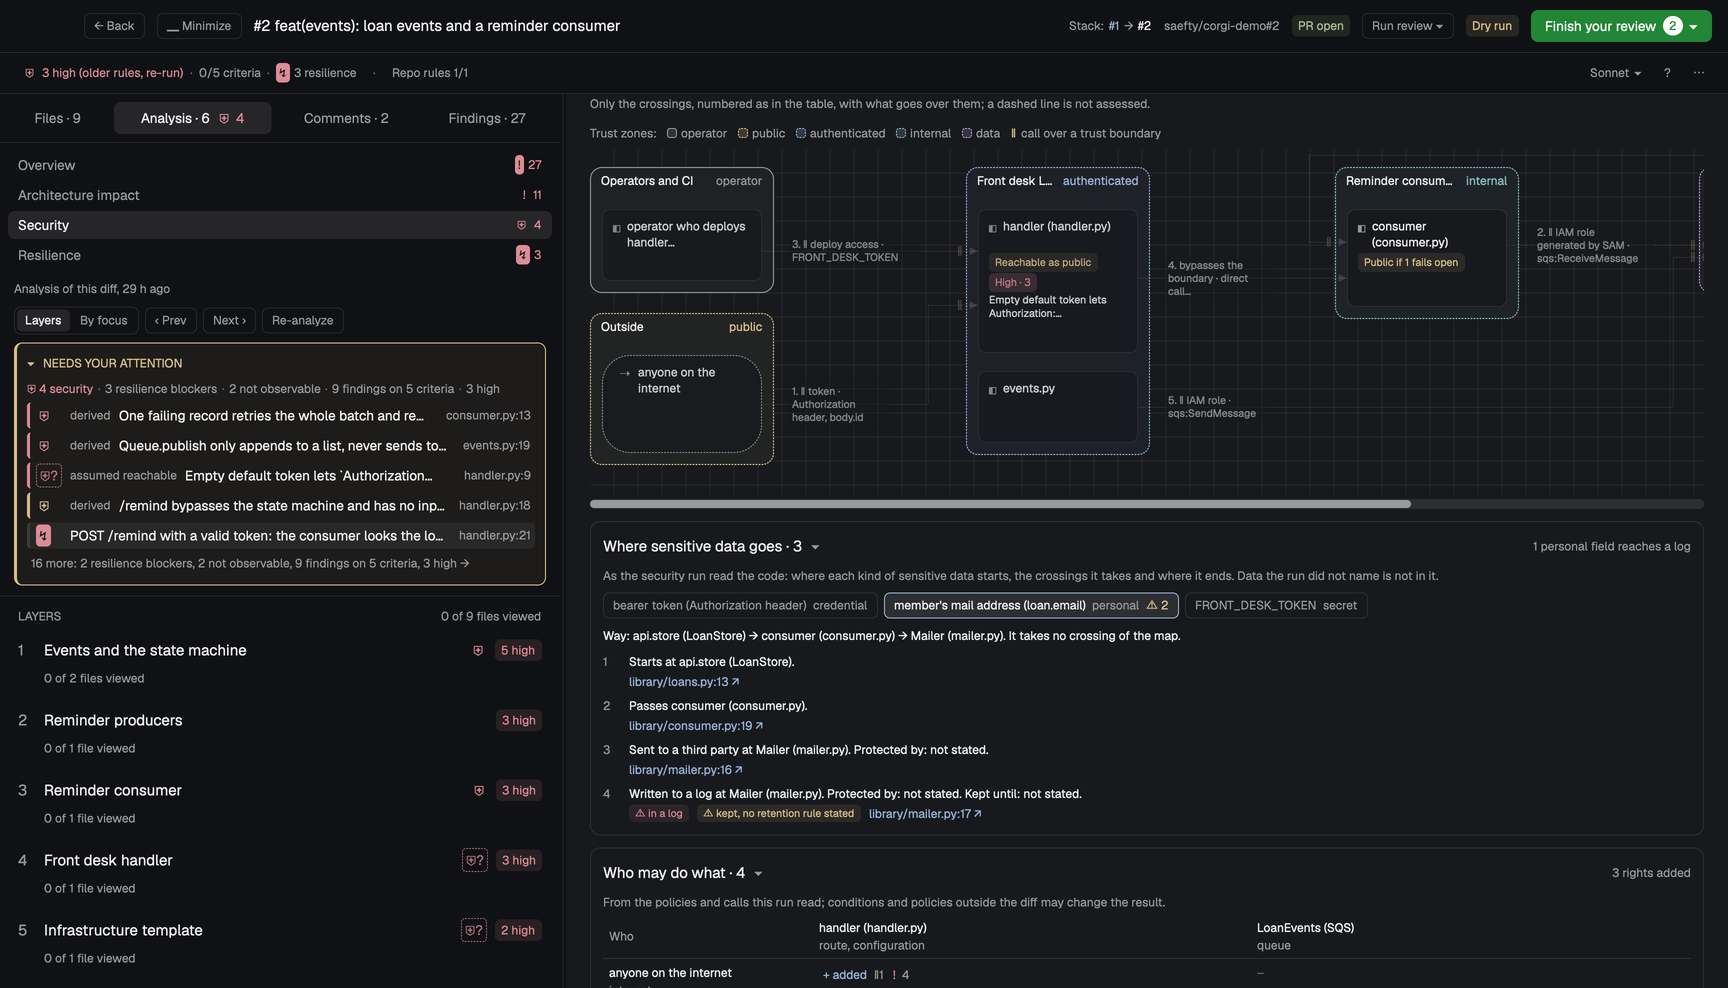 ← Back
Minimize
#2 feat(events): loan events and a reminder consumer
Stack: #1 → #2
saefty/corgi-demo#2
PR open
Run review
Dry run
Finish your review 2
3 high (older rules, re-run) · 0/5 criteria · 3 resilience · Repo rules 1/1
Sonnet
?
···
Files · 9
Analysis · 6 4
Comments · 2
Findings · 27
Overview ! 27
Architecture impact ! 11
Security 4
Resilience 3
Analysis of this diff, 29 h ago
Layers
By focus
‹ Prev
Next ›
Re-analyze
NEEDS YOUR ATTENTION
4 security · 3 resilience blockers · 2 not observable · 9 findings on 5 criteria · 3 high
derived One failing record retries the whole batch and re... consumer.py:13
derived Queue.publish only appends to a list, never sends to... events.py:19
? assumed reachable Empty default token lets `Authorization... handler.py:9
derived /remind bypasses the state machine and has no inp... handler.py:18
POST /remind with a valid token: the consumer looks the lo... handler.py:21
16 more: 2 resilience blockers, 2 not observable, 9 findings on 5 criteria, 3 high →
LAYERS
0 of 9 files viewed
1 Events and the state machine 5 high
0 of 2 files viewed
2 Reminder producers 3 high
0 of 1 file viewed
3 Reminder consumer 3 high
0 of 1 file viewed
4 Front desk handler ? 3 high
0 of 1 file viewed
5 Infrastructure template ? 2 high
0 of 1 file viewed
Only the crossings, numbered as in the table, with what goes over them; a dashed line is not assessed.
Trust zones: operator public authenticated internal data call over a trust boundary
Operators and CI operator
operator who deploys
handler...
Outside public
→ anyone on the
internet
3. ‖ deploy access ·
FRONT_DESK_TOKEN
1. ‖ token ·
Authorization
header, body.id
Front desk L... authenticated
handler (handler.py)
Reachable as public
High · 3
Empty default token lets
Authorization:...
events.py
4. bypasses the
boundary · direct
call...
5. ‖ IAM role ·
sqs:SendMessage
Reminder consum... internal
consumer
(consumer.py)
Public if 1 fails open
2. ‖ IAM role
generated by SAM ·
sqs:ReceiveMessage
Where sensitive data goes · 3
1 personal field reaches a log
As the security run read the code: where each kind of sensitive data starts, the crossings it takes and where it ends. Data the run did not name is not in it.
bearer token (Authorization header) credential
member's mail address (loan.email) personal ⚠ 2
FRONT_DESK_TOKEN secret
Way: api.store (LoanStore) → consumer (consumer.py) → Mailer (mailer.py). It takes no crossing of the map.
1 Starts at api.store (LoanStore).
library/loans.py:13 ↗
2 Passes consumer (consumer.py).
library/consumer.py:19 ↗
3 Sent to a third party at Mailer (mailer.py). Protected by: not stated.
library/mailer.py:16 ↗
4 Written to a log at Mailer (mailer.py). Protected by: not stated. Kept until: not stated.
⚠ in a log ⚠ kept, no retention rule stated library/mailer.py:17 ↗
Who may do what · 4
3 rights added
From the policies and calls this run read; conditions and policies outside the diff may change the result.
Who
handler (handler.py)
route, configuration
LoanEvents (SQS)
queue
anyone on the internet + added ‖1 ! 4 –